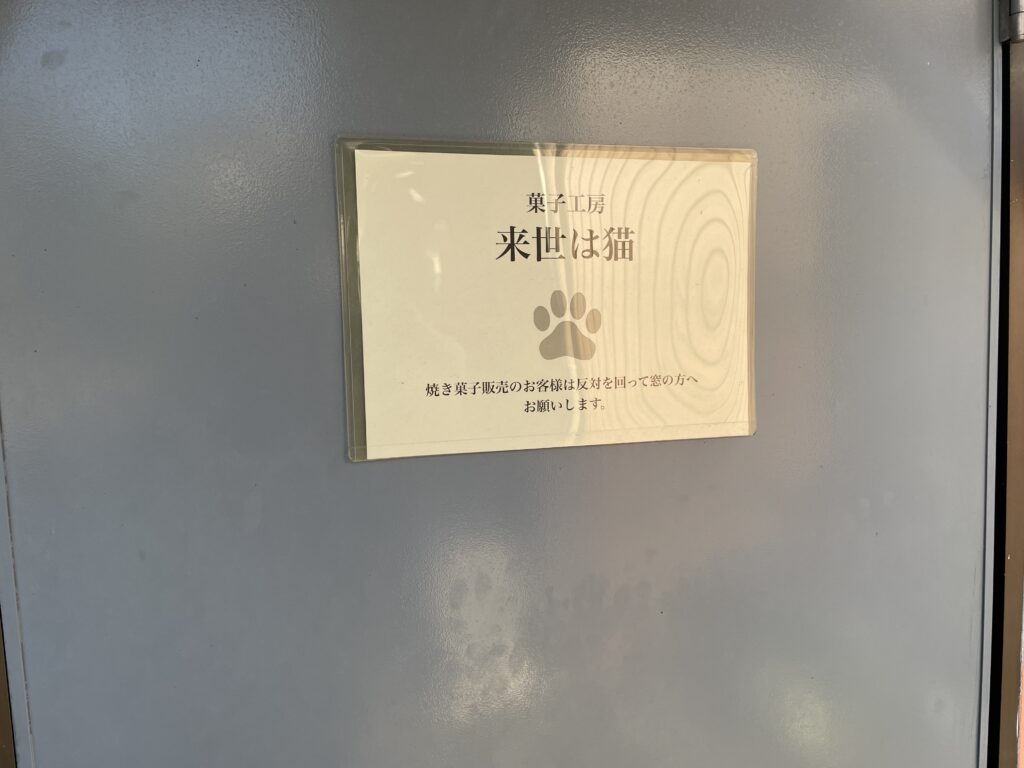 菓子工房
来世は猫
焼き菓子販売のお客様は反対を回って窓の方へ
お願いします。